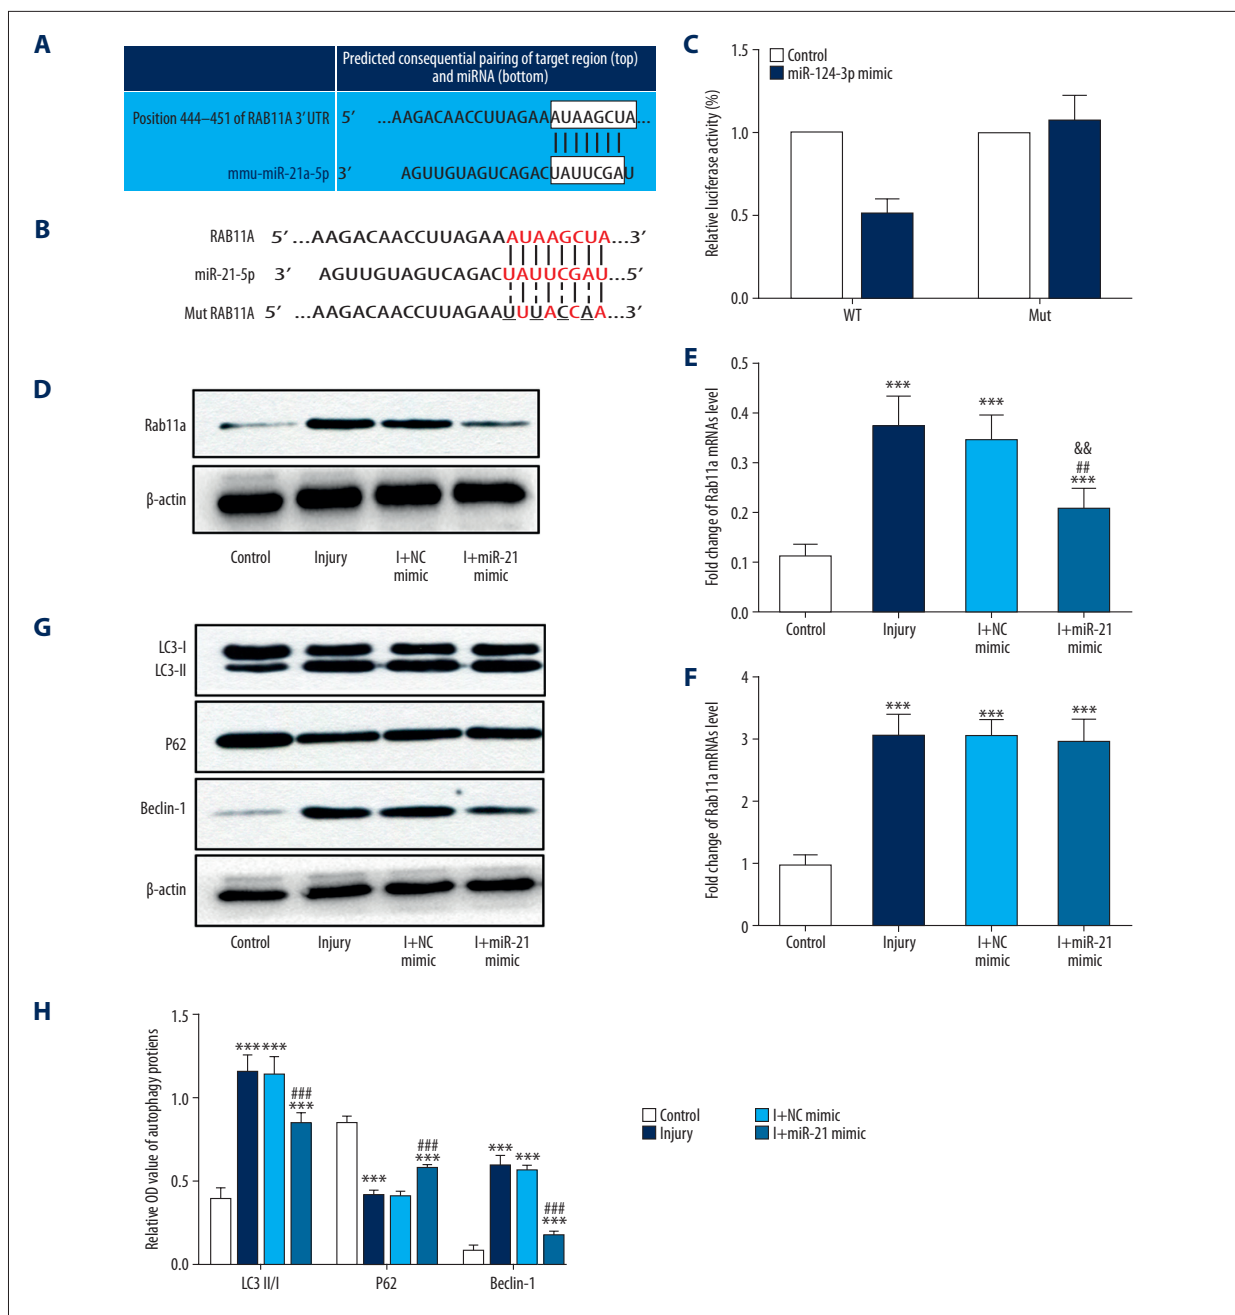 A
Predicted consequential pairing of target region (top)
and miRNA (bottom)
Position 444–451 of RAB11A 3′UTR 5′ ...AAGACAACCUUAGAAAUAAGCUA...
mmu-miR-21a-5p 3′ AGUUGUAGUCAGACUAUUCGAU
B
RAB11A 5′ ...AAGACAACCUUAGAAAUAAGCUA...3′
miR-21-5p 3′ AGUUGUAGUCAGACUAUUCGAU...5′
Mut RAB11A 5′ ...AAGACAACCUUAGAAUUUACCAA...3′
C
Control
miR-124-3p mimic
Relative luciferase activity (%)
1.5
1.0
0.5
0.0
WT Mut
D
Rab11a
β-actin
Control Injury I+NC mimic I+miR-21 mimic
E
Fold change of Rab11a mRNAs level
0.5
0.4
0.3
0.2
0.1
0.0
***
***
&&
##
***
Control Injury I+NC mimic I+miR-21 mimic
F
Fold change of Rab11a mRNAs level
4
3
2
1
0
*** *** ***
Control Injury I+NC mimic I+miR-21 mimic
G
LC3-I
LC3-II
P62
Beclin-1
β-actin
Control Injury I+NC mimic I+miR-21 mimic
H
Relative OD value of autophagy protiens
1.5
1.0
0.5
0.0
*** ***
###
***
***
###
***
*** ***
###
***
LC3 II/I P62 Beclin-1
Control
Injury
I+NC mimic
I+miR-21 mimic